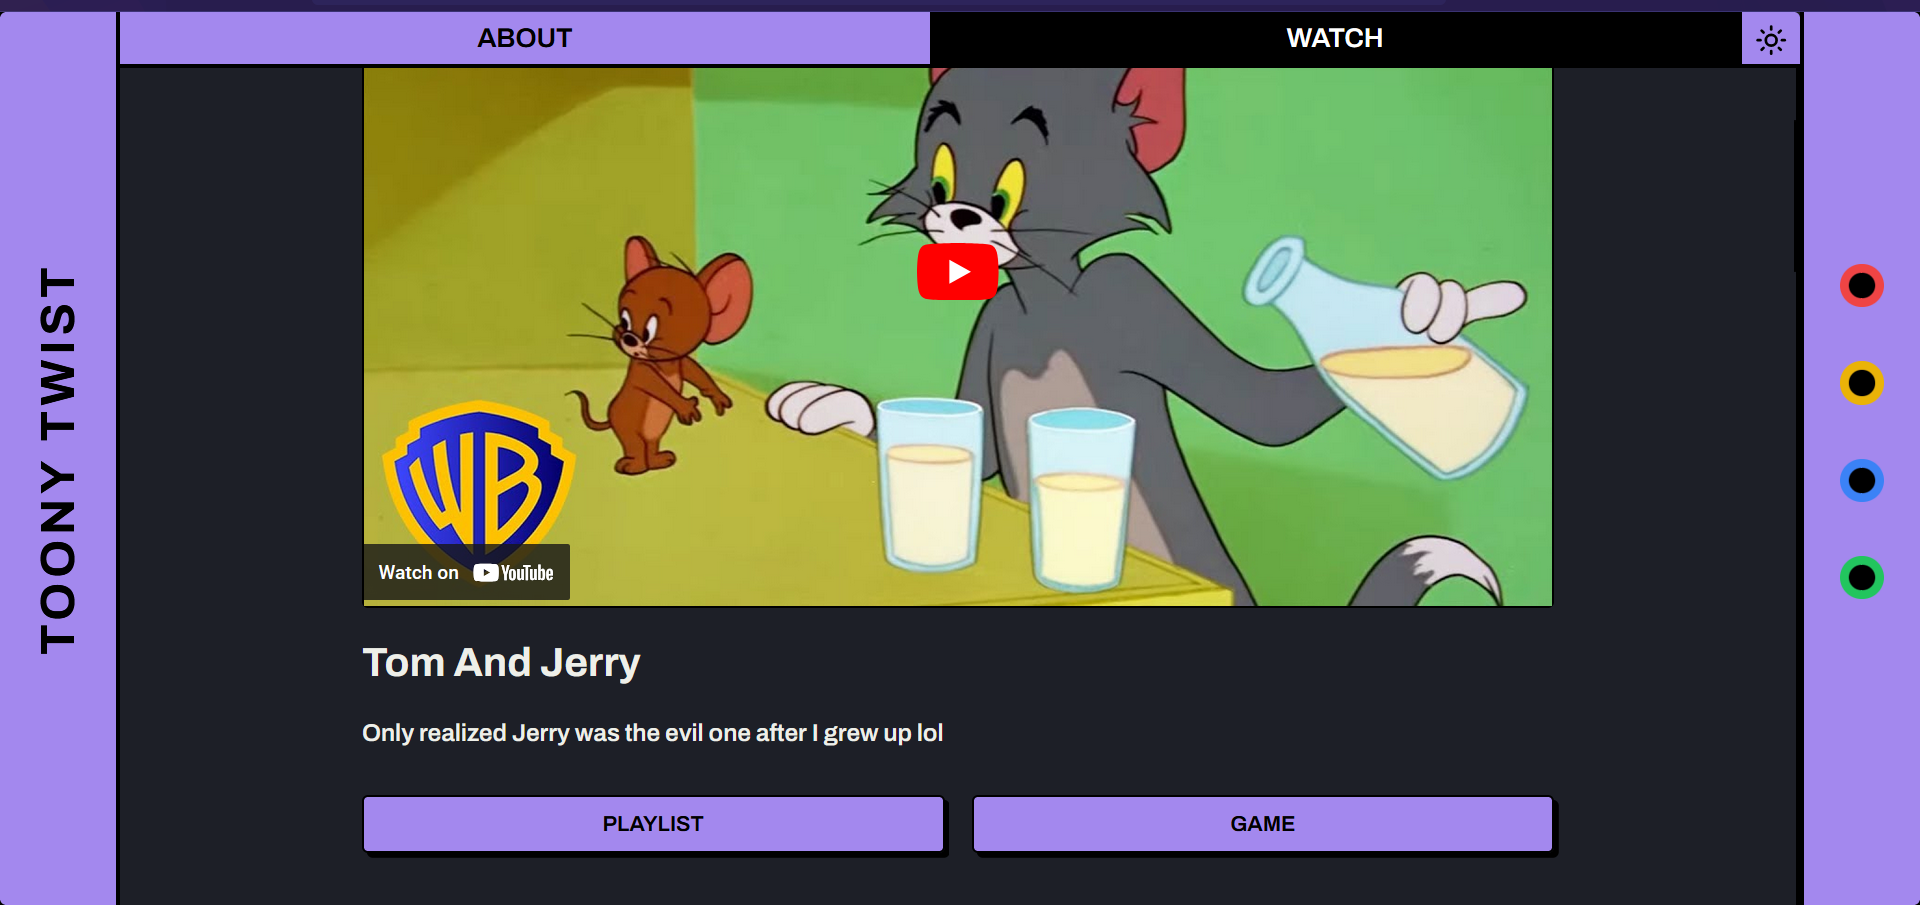 ABOUT
WATCH
TOONY TWIST
WB
Watch on YouTube
Tom And Jerry
Only realized Jerry was the evil one after I grew up lol
PLAYLIST
GAME